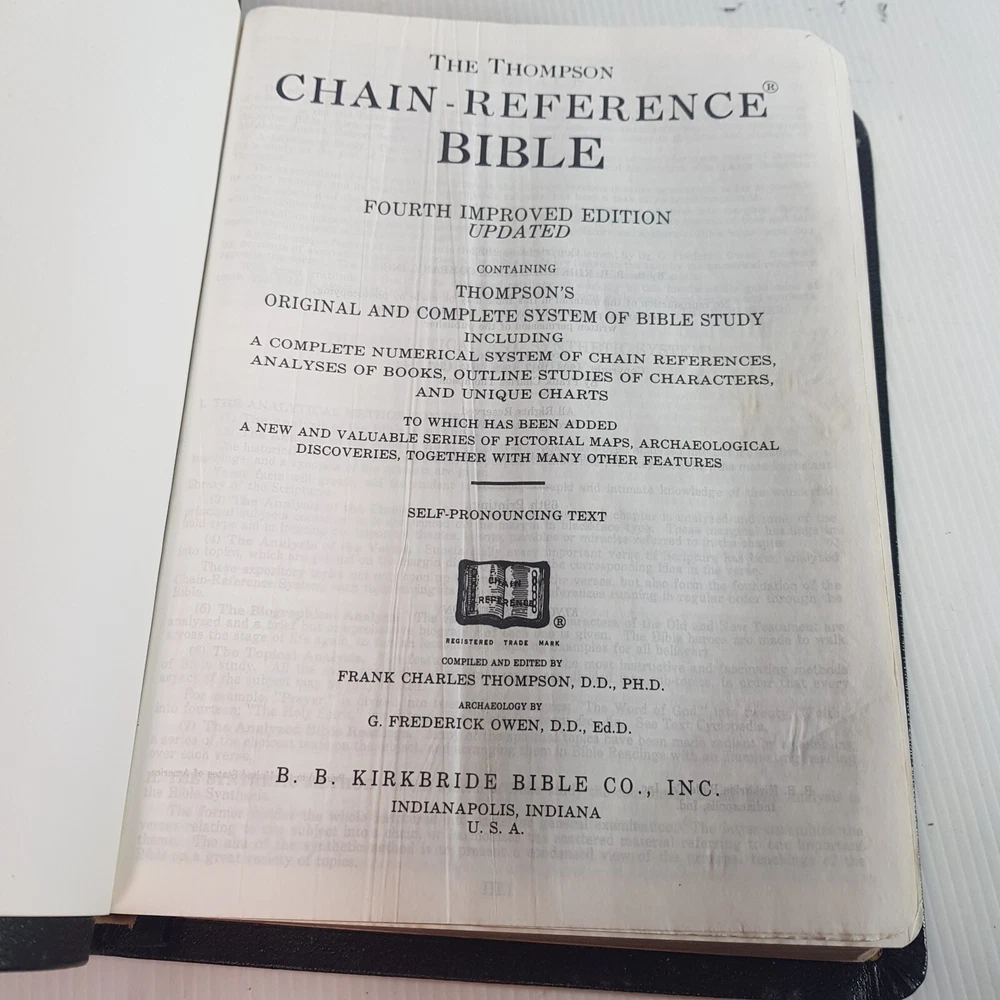 THE THOMPSON
CHAIN-REFERENCE®
BIBLE
FOURTH IMPROVED EDITION
UPDATED
CONTAINING
THOMPSON'S
ORIGINAL AND COMPLETE SYSTEM OF BIBLE STUDY
INCLUDING
A COMPLETE NUMERICAL SYSTEM OF CHAIN REFERENCES,
ANALYSES OF BOOKS, OUTLINE STUDIES OF CHARACTERS,
AND UNIQUE CHARTS
TO WHICH HAS BEEN ADDED
A NEW AND VALUABLE SERIES OF PICTORIAL MAPS, ARCHAEOLOGICAL
DISCOVERIES, TOGETHER WITH MANY OTHER FEATURES
SELF-PRONOUNCING TEXT
CHAIN
REFERENCE
®
REGISTERED TRADE MARK
COMPILED AND EDITED BY
FRANK CHARLES THOMPSON, D.D., PH.D.
ARCHAEOLOGY BY
G. FREDERICK OWEN, D.D., Ed.D.
B. B. KIRKBRIDE BIBLE CO., INC.
INDIANAPOLIS, INDIANA
U. S. A.